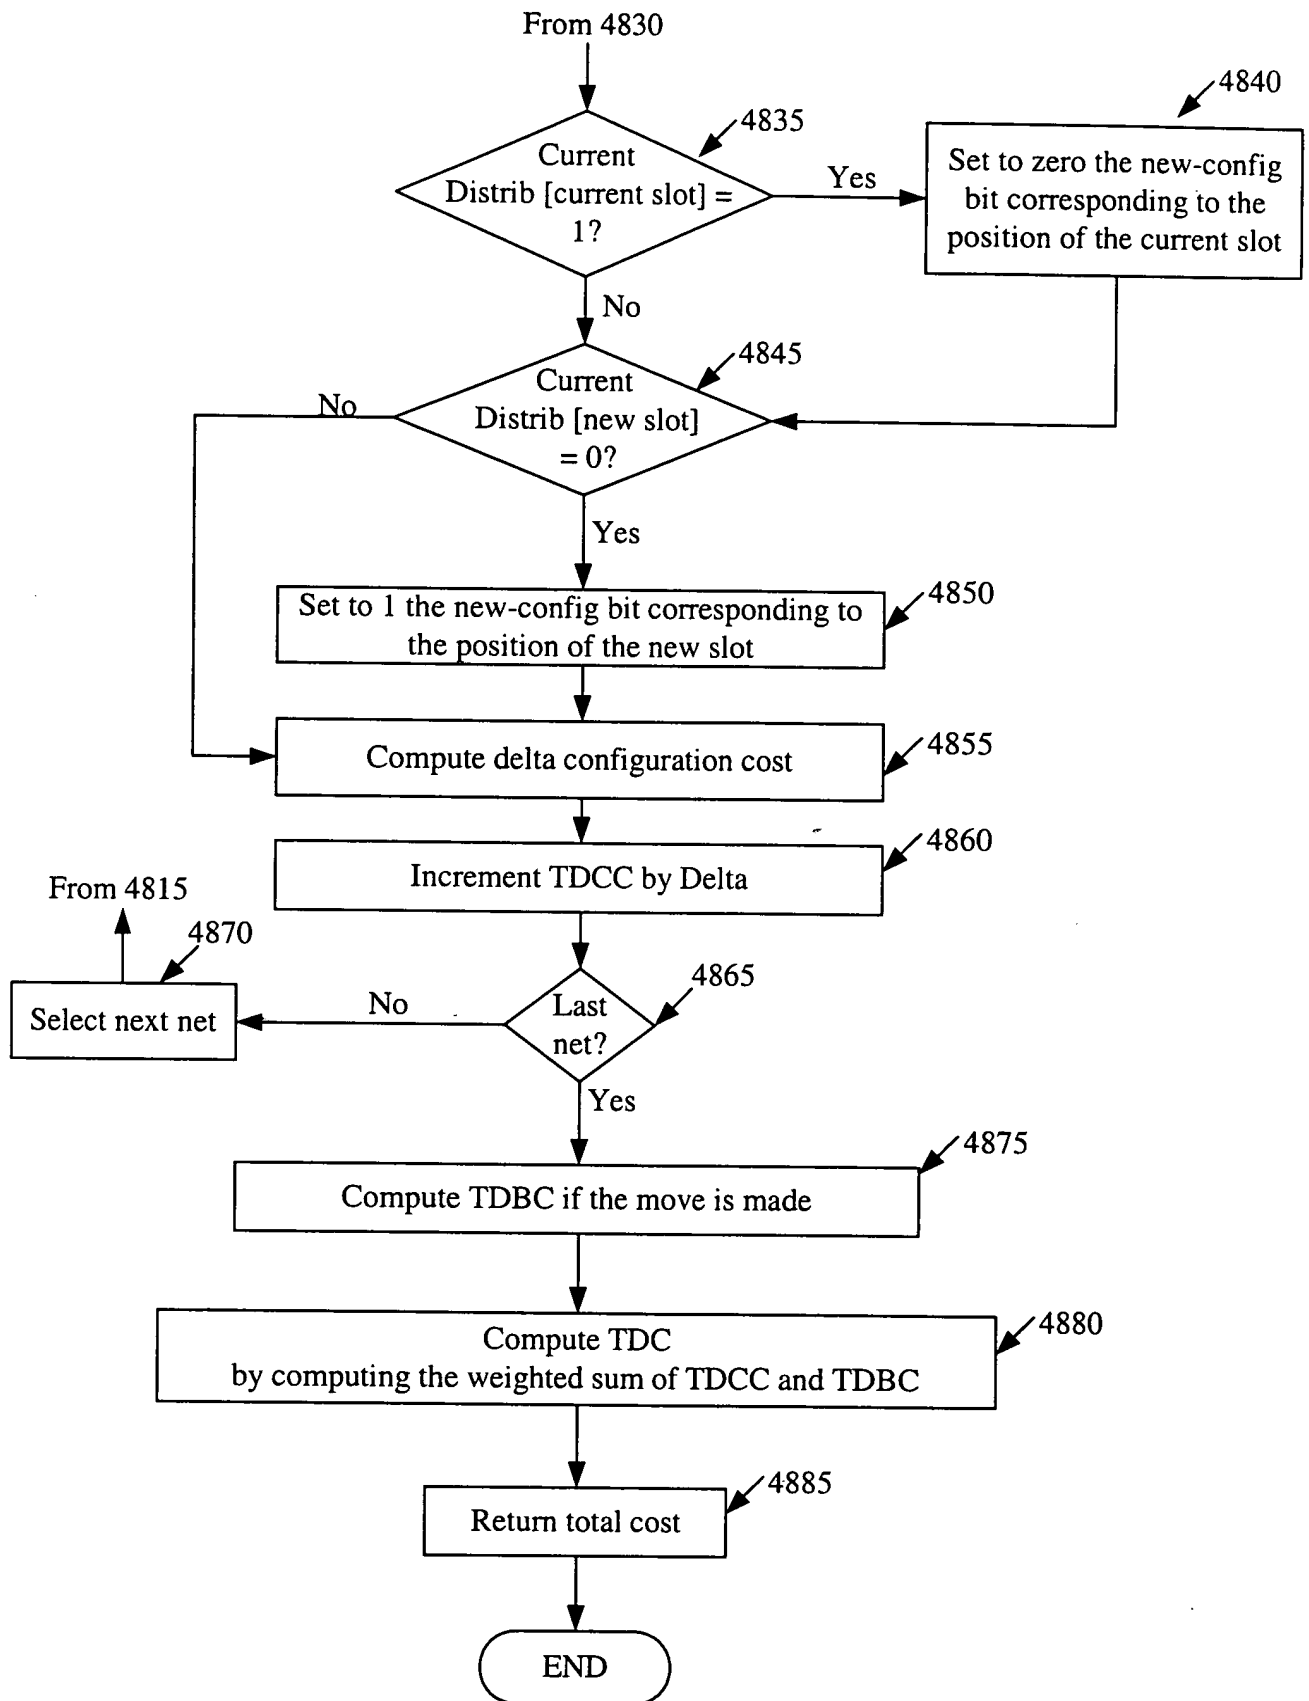 From 4830
4840
4835
Current
Distrib [current slot] =
1?
Yes
Set to zero the new-config
bit corresponding to the
position of the current slot
No
4845
Current
Distrib [new slot]
= 0?
No
Yes
4850
Set to 1 the new-config bit corresponding to
the position of the new slot
4855
Compute delta configuration cost
4860
Increment TDCC by Delta
From 4815
4870
4865
Select next net
No
Last
net?
Yes
4875
Compute TDBC if the move is made
4880
Compute TDC
by computing the weighted sum of TDCC and TDBC
4885
Return total cost
END